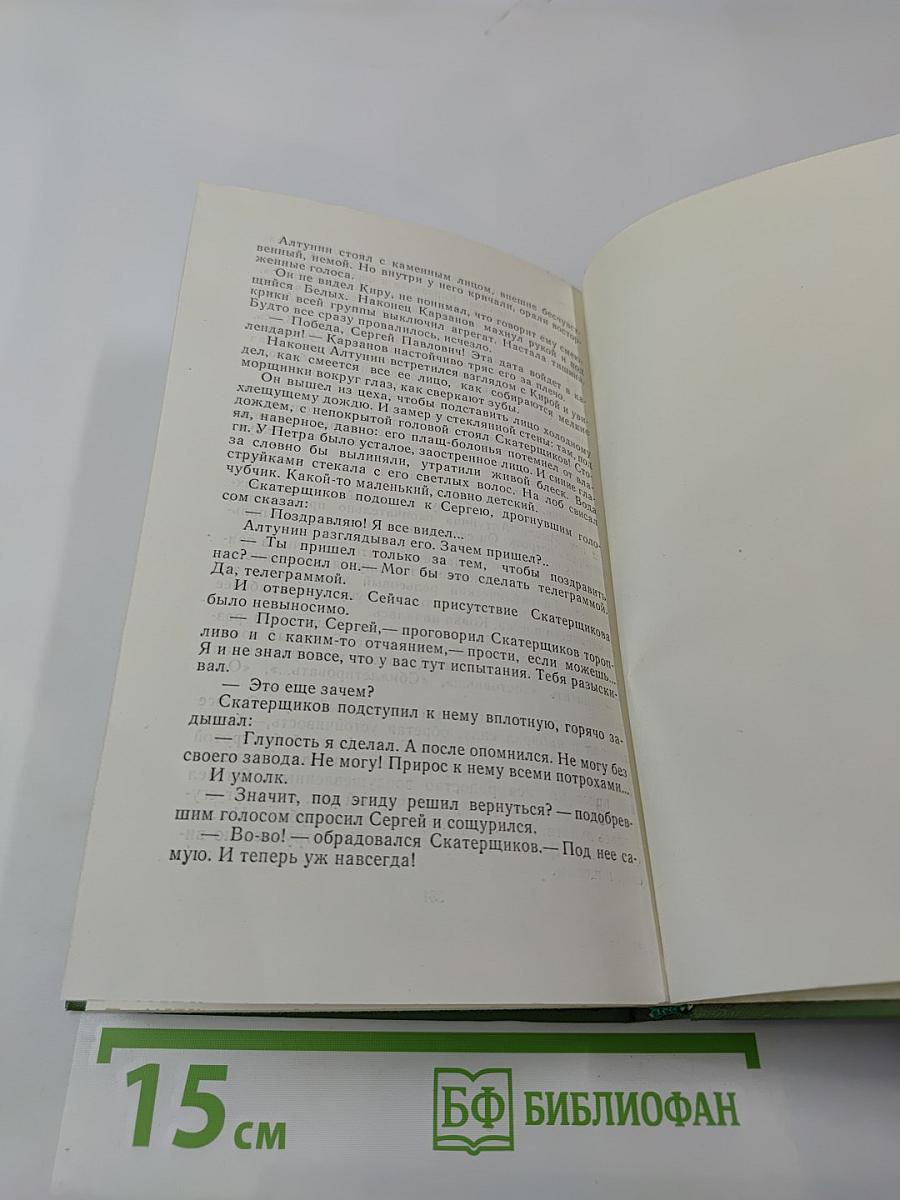 Алтунин стоял с каменным лицом, внешне бесчувст-
венный, немой. Но внутри у него кричали, орали востор-
женные голоса.
Он не видел Киру, не понимал, что говорит ему смею-
щийся Белых. Наконец Карзанов махнул рукой и под
крики всей группы выключил агрегат. Настала тишина.
Будто все сразу провалилось, исчезло.
— Победа, Сергей Павлович! Эта дата войдет в ка-
лендари! — Карзанов настойчиво тряс его за плечо.
Наконец Алтунин встретился взглядом с Кирой и уви-
дел, как смеется все ее лицо, как собираются мелкие
морщинки вокруг глаз, как сверкают зубы.
Он вышел из цеха, чтобы подставить лицо холодному
хлещущему дождю. И замер у стеклянной стены: там, под
дождем, с непокрытой головой стоял Скатерщиков! Сто-
ял, наверное, давно: его плащ-болонья потемнел от вла-
ги. У Петра было усталое, заостренное лицо. И синие гла-
за словно бы вылиняли, утратили живой блеск. Вода
струйками стекала с его светлых волос. На лоб свисал
чубчик. Какой-то маленький, словно детский.
Скатерщиков подошел к Сергею, дрогнувшим голо-
сом сказал:
— Поздравляю! Я все видел...
Алтунин разглядывал его. Зачем пришел?..
— Ты пришел только за тем, чтобы поздравить
нас? — спросил он.— Мог бы это сделать телеграммой.
Да, телеграммой.
И отвернулся. Сейчас присутствие Скатерщикова
было невыносимо.
— Прости, Сергей,— проговорил Скатерщиков тороп-
ливо и с каким-то отчаянием,— прости, если можешь...
Я и не знал вовсе, что у вас тут испытания. Тебя разыски-
вал.
— Это еще зачем?
Скатерщиков подступил к нему вплотную, горячо за-
дышал:
— Глупость я сделал. А после опомнился. Не могу без
своего завода. Не могу! Прирос к нему всеми потрохами...
И умолк.
— Значит, под эгиду решил вернуться? — подобрев-
шим голосом спросил Сергей и сощурился.
— Во-во! — обрадовался Скатерщиков.— Под нее са-
мую. И теперь уж навсегда!
15 см
БФ БИБЛИОФАН